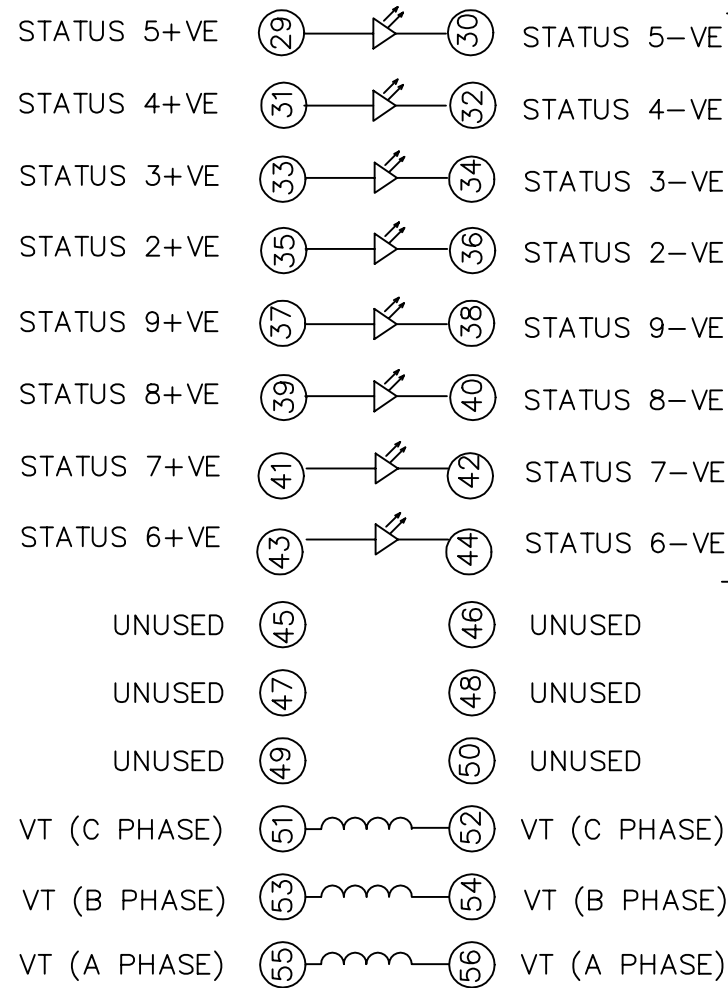 STATUS 5+VE 29 30 STATUS 5−VE
STATUS 4+VE 31 32 STATUS 4−VE
STATUS 3+VE 33 34 STATUS 3−VE
STATUS 2+VE 35 36 STATUS 2−VE
STATUS 9+VE 37 38 STATUS 9−VE
STATUS 8+VE 39 40 STATUS 8−VE
STATUS 7+VE 41 42 STATUS 7−VE
STATUS 6+VE 43 44 STATUS 6−VE
UNUSED 45 46 UNUSED
UNUSED 47 48 UNUSED
UNUSED 49 50 UNUSED
VT (C PHASE) 51 52 VT (C PHASE)
VT (B PHASE) 53 54 VT (B PHASE)
VT (A PHASE) 55 56 VT (A PHASE)